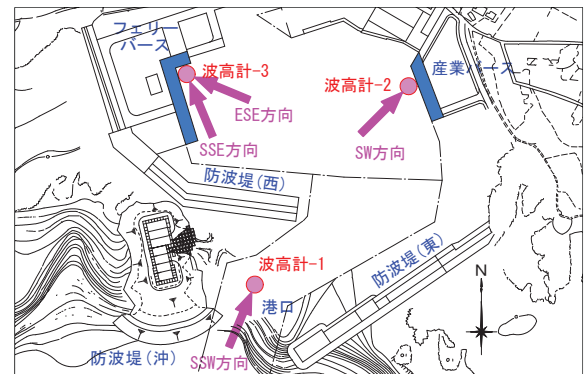 フェリー
バース
波高計-3
ESE方向
SSE方向
波高計-2
産業バース
SW方向
防波堤(西)
波高計-1
港口
防波堤(東)
N
防波堤(沖)
SSW方向